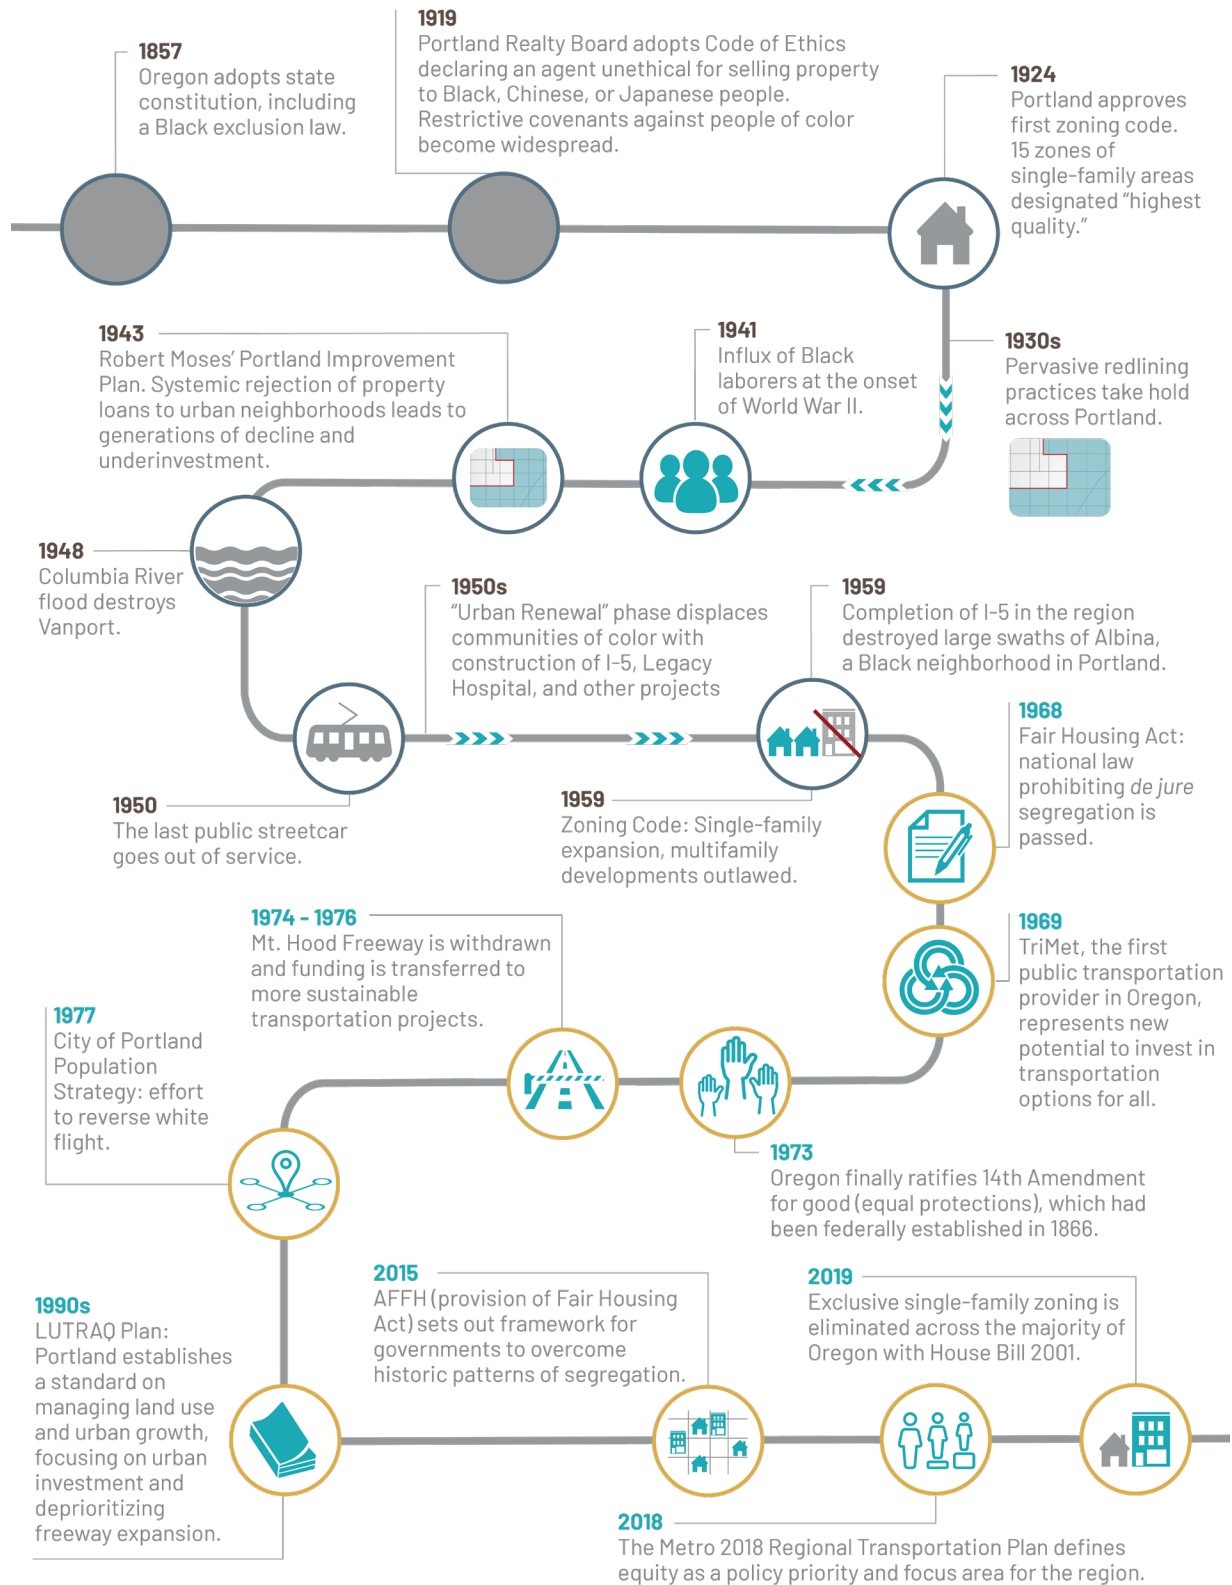 1857
Oregon adopts state
constitution, including
a Black exclusion law.
1919
Portland Realty Board adopts Code of Ethics
declaring an agent unethical for selling property
to Black, Chinese, or Japanese people.
Restrictive covenants against people of color
become widespread.
1924
Portland approves
first zoning code.
15 zones of
single-family areas
designated “highest
quality.”
1930s
Pervasive redlining
practices take hold
across Portland.
1941
Influx of Black
laborers at the onset
of World War II.
1943
Robert Moses’ Portland Improvement
Plan. Systemic rejection of property
loans to urban neighborhoods leads to
generations of decline and
underinvestment.
1948
Columbia River
flood destroys
Vanport.
1950
The last public streetcar
goes out of service.
1950s
“Urban Renewal” phase displaces
communities of color with
construction of I-5, Legacy
Hospital, and other projects
1959
Completion of I-5 in the region
destroyed large swaths of Albina,
a Black neighborhood in Portland.
1959
Zoning Code: Single-family
expansion, multifamily
developments outlawed.
1968
Fair Housing Act:
national law
prohibiting de jure
segregation is
passed.
1969
TriMet, the first
public transportation
provider in Oregon,
represents new
potential to invest in
transportation
options for all.
1973
Oregon finally ratifies 14th Amendment
for good (equal protections), which had
been federally established in 1866.
1974 - 1976
Mt. Hood Freeway is withdrawn
and funding is transferred to
more sustainable
transportation projects.
1977
City of Portland
Population
Strategy: effort
to reverse white
flight.
1990s
LUTRAQ Plan:
Portland establishes
a standard on
managing land use
and urban growth,
focusing on urban
investment and
deprioritizing
freeway expansion.
2015
AFFH (provision of Fair Housing
Act) sets out framework for
governments to overcome
historic patterns of segregation.
2018
The Metro 2018 Regional Transportation Plan defines
equity as a policy priority and focus area for the region.
2019
Exclusive single-family zoning is
eliminated across the majority of
Oregon with House Bill 2001.